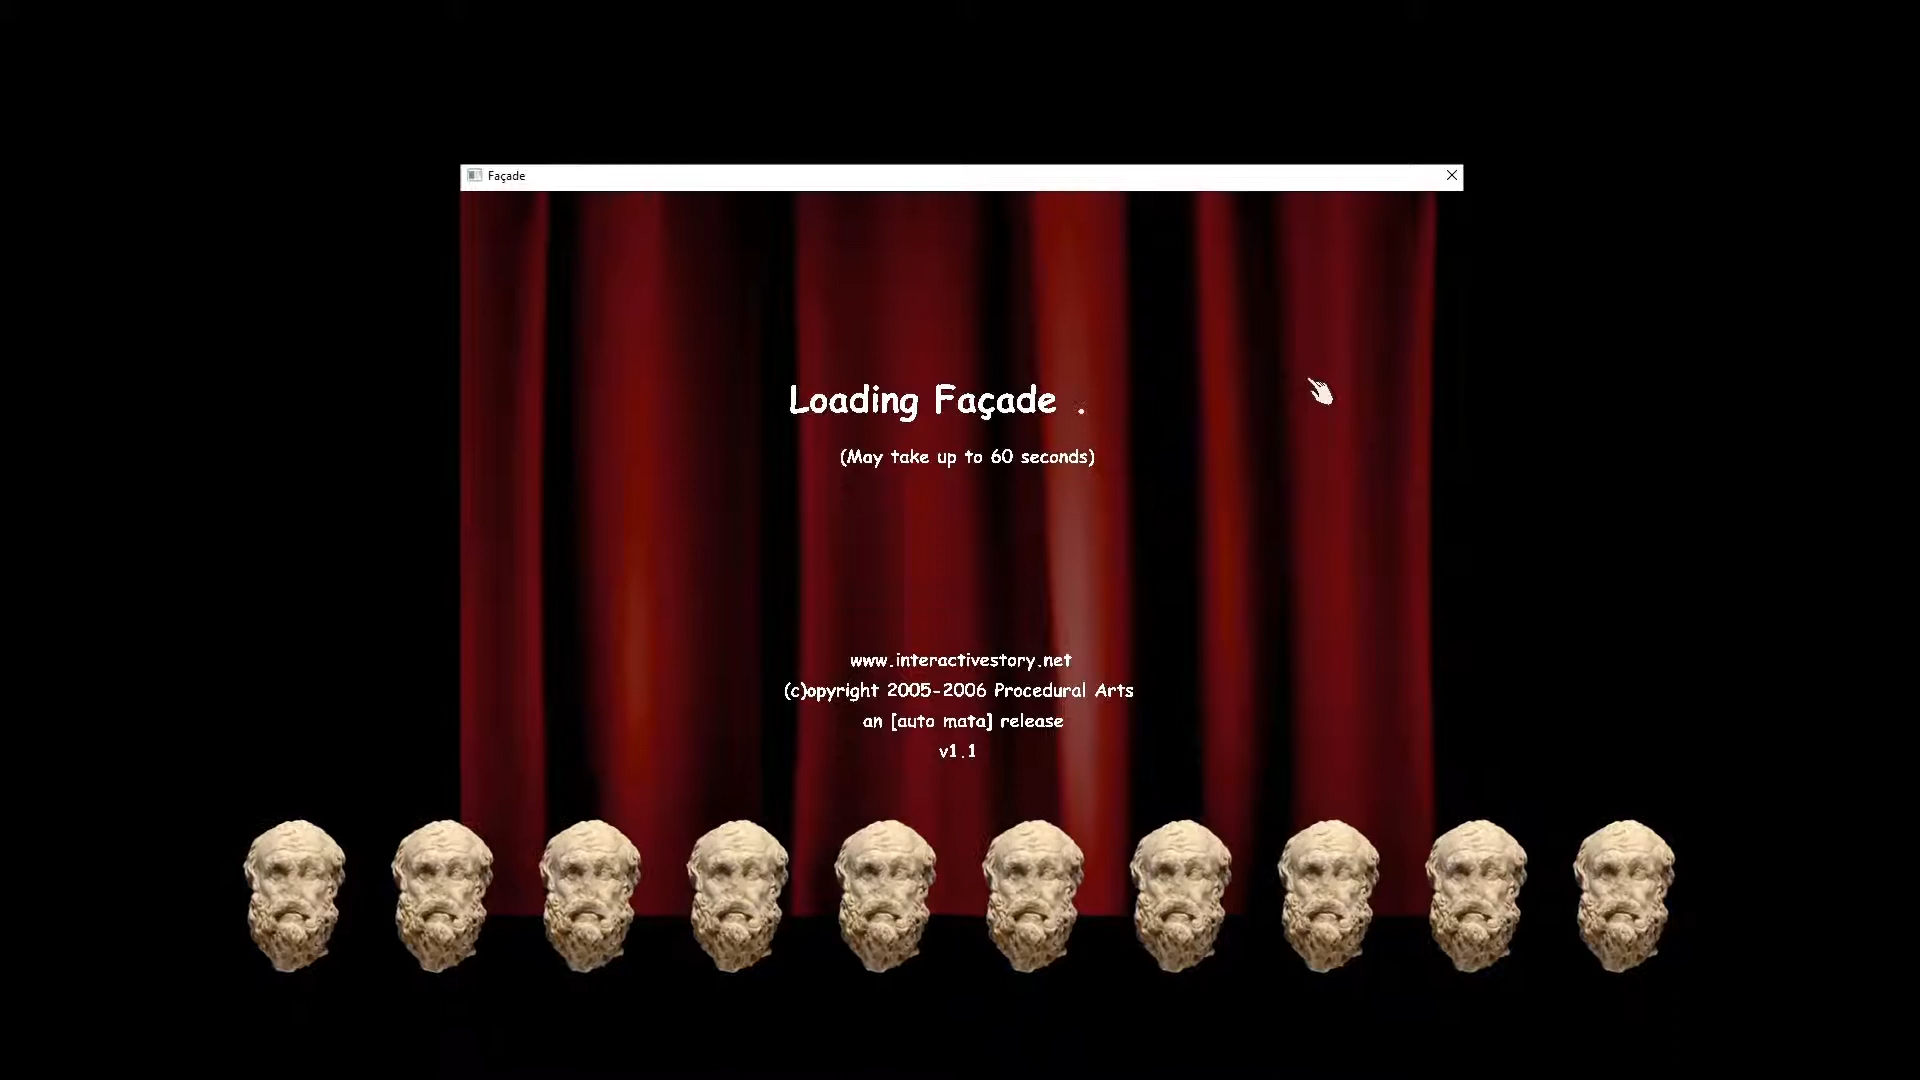 Façade
Loading Façade .
(May take up to 60 seconds)
www.interactivestory.net
(c)opyright 2005-2006 Procedural Arts
an [auto mata] release
v1.1